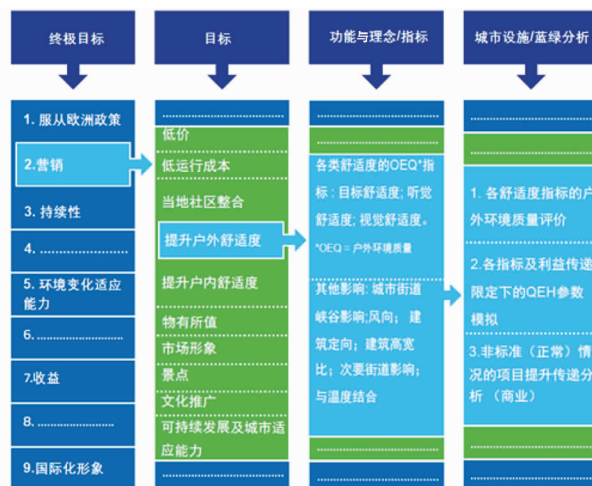 终极目标
目标
功能与理念/指标
城市设施/蓝绿分析
1. 服从欧洲政策
2.营销
3. 持续性
4. ........................
5. 环境变化适应
能力
6. ........................
7.收益
8. ......................
9.国际化形象
........................
低价
低运行成本
当地社区整合
提升户外舒适度
提升户内舒适度
物有所值
市场形象
景点
文化推广
可持续发展及城市适
应能力
........................
........................
........................
各类舒适度的OEQ*指
标 : 目标舒适度; 听觉
舒适度; 视觉舒适度。
*OEQ = 户外环境质量
其他影响: 城市街道
峡谷影响;风向; 建
筑定向; 建筑高宽
比; 次要街道影响;
与温度结合
........................
........................
........................
........................
1. 各舒适度指标的户
外环境质量评价
2.各指标及利益传递
限定下的QEH参数
模拟
3.非标准（正常）情
况的项目提升传递分
析 （商业）
........................
........................